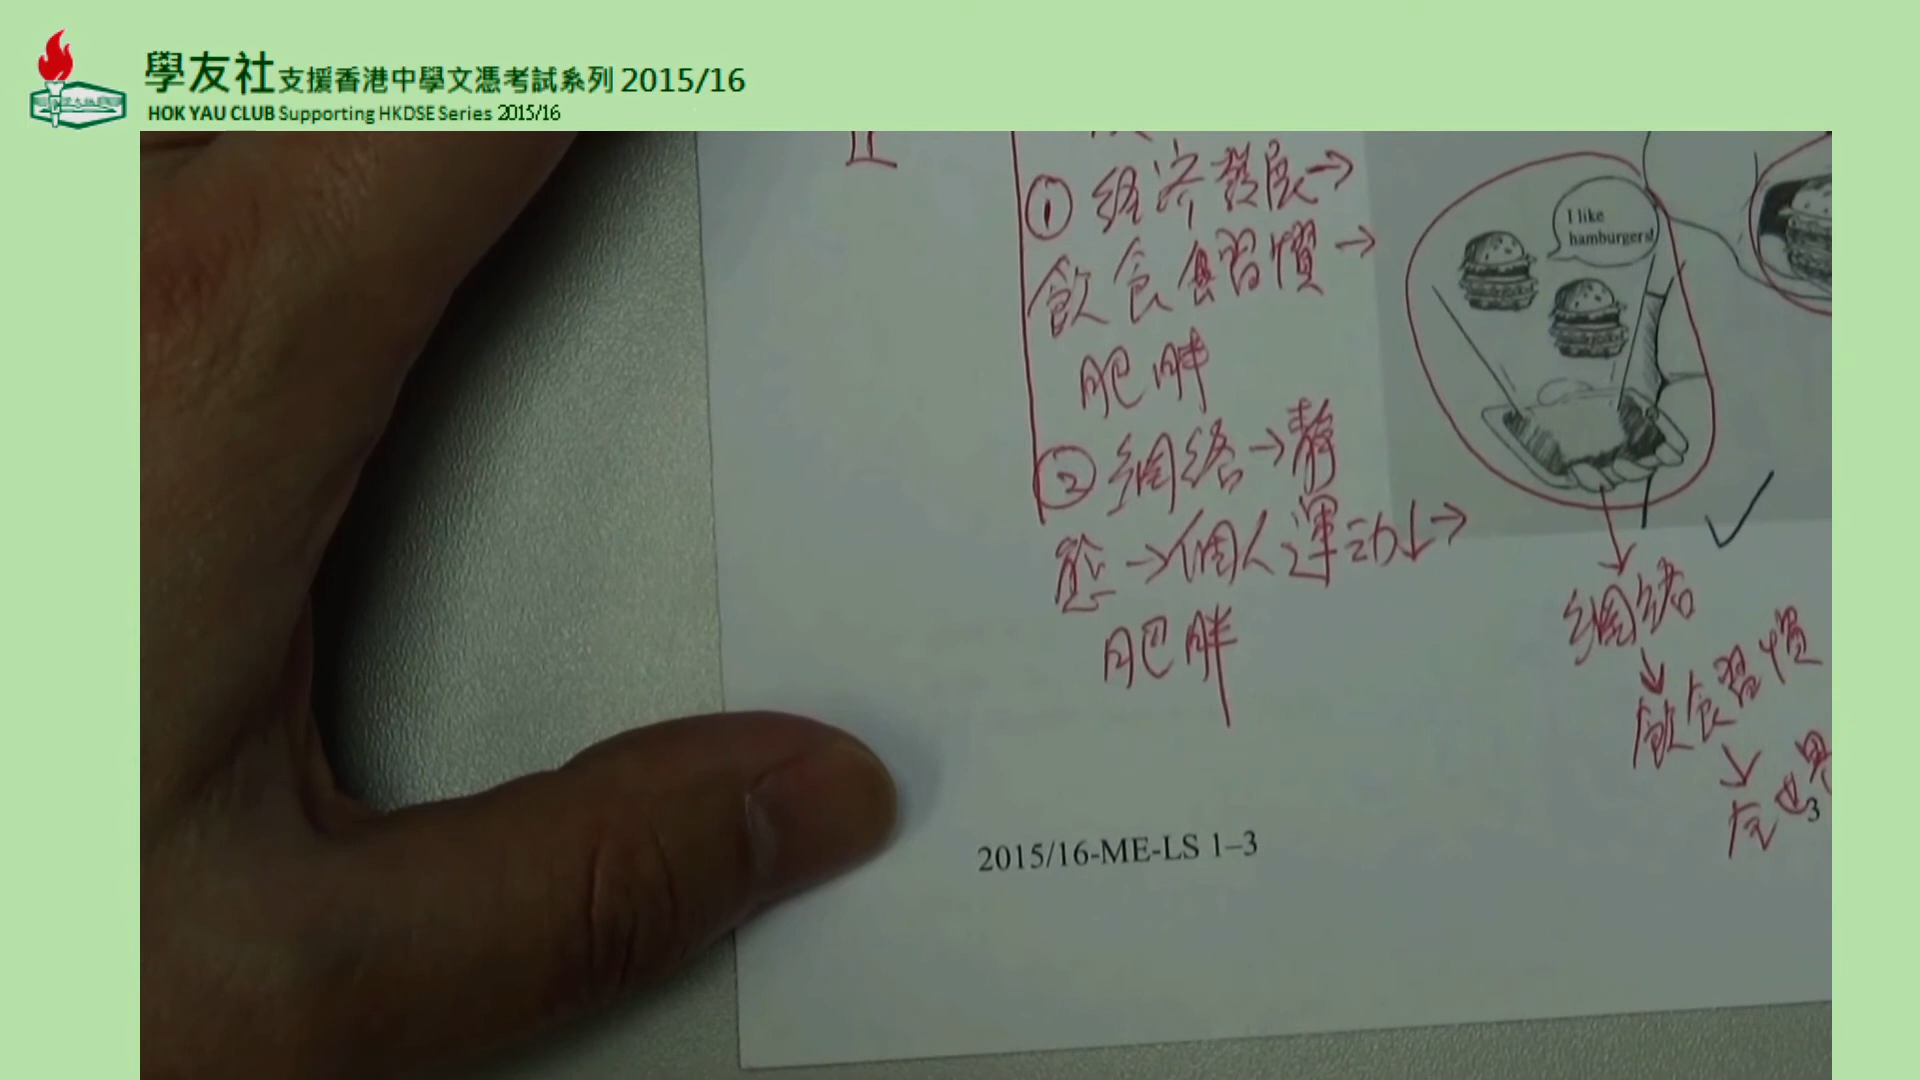 學友社支援香港中學文憑考試系列 2015/16
HOK YAU CLUB Supporting HKDSE Series 2015/16
① 經济發展→
飲食習慣→
肥胖
② 網絡→靜
態→個人運动↓→
肥胖
I like
hamburgers!
網絡
↓
飲食習慣
↓
3
2015/16-ME-LS 1–3